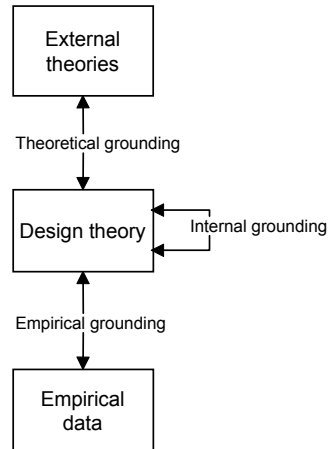 External
theories
Theoretical grounding
Design theory
Internal grounding
Empirical grounding
Empirical
data